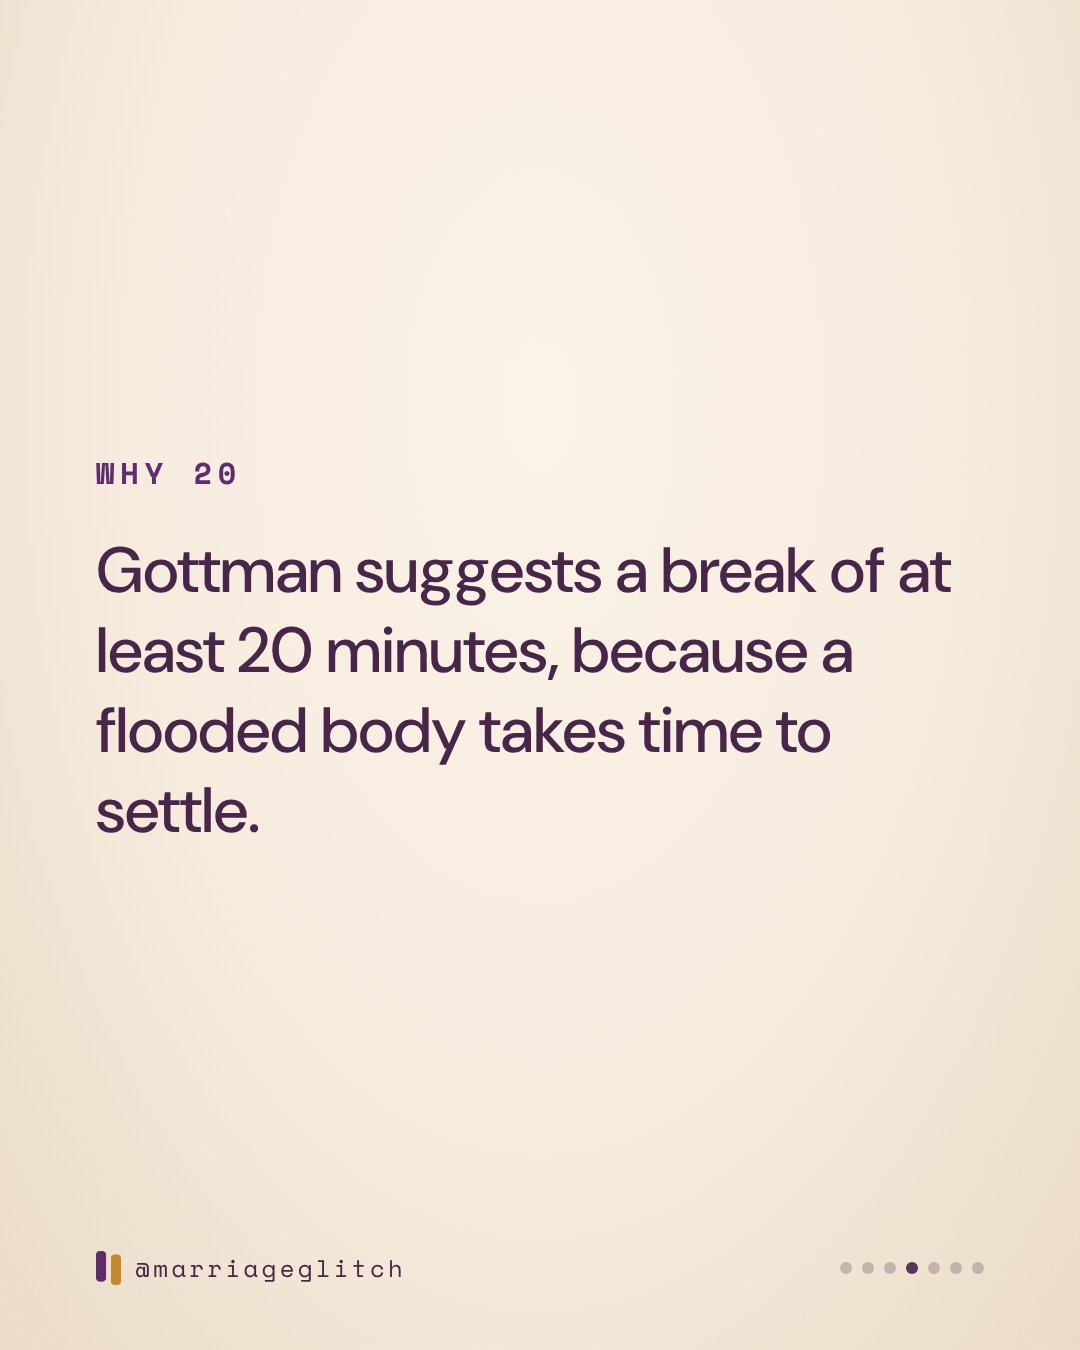 WHY 20
Gottman suggests a break of at
least 20 minutes, because a
flooded body takes time to
settle.
@marriageglitch